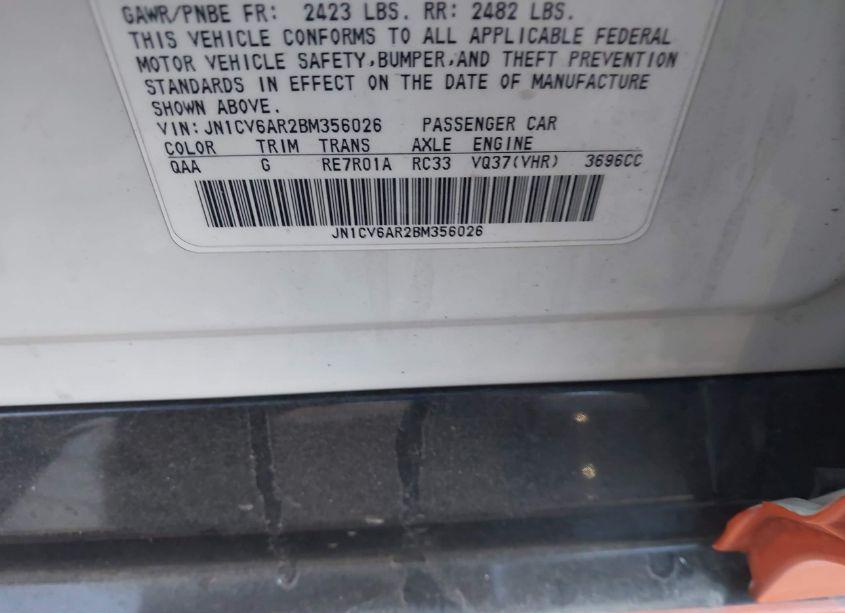 GAWR/PNBE FR: 2423 LBS. RR: 2482 LBS.
THIS VEHICLE CONFORMS TO ALL APPLICABLE FEDERAL
MOTOR VEHICLE SAFETY,BUMPER,AND THEFT PREVENTION
STANDARDS IN EFFECT ON THE DATE OF MANUFACTURE
SHOWN ABOVE.
VIN:JN1CV6AR2BM356026 PASSENGER CAR
COLOR TRIM TRANS AXLE ENGINE
QAA G RE7R01A RC33 VQ37(VHR) 3696CC
JN1CV6AR2BM356026